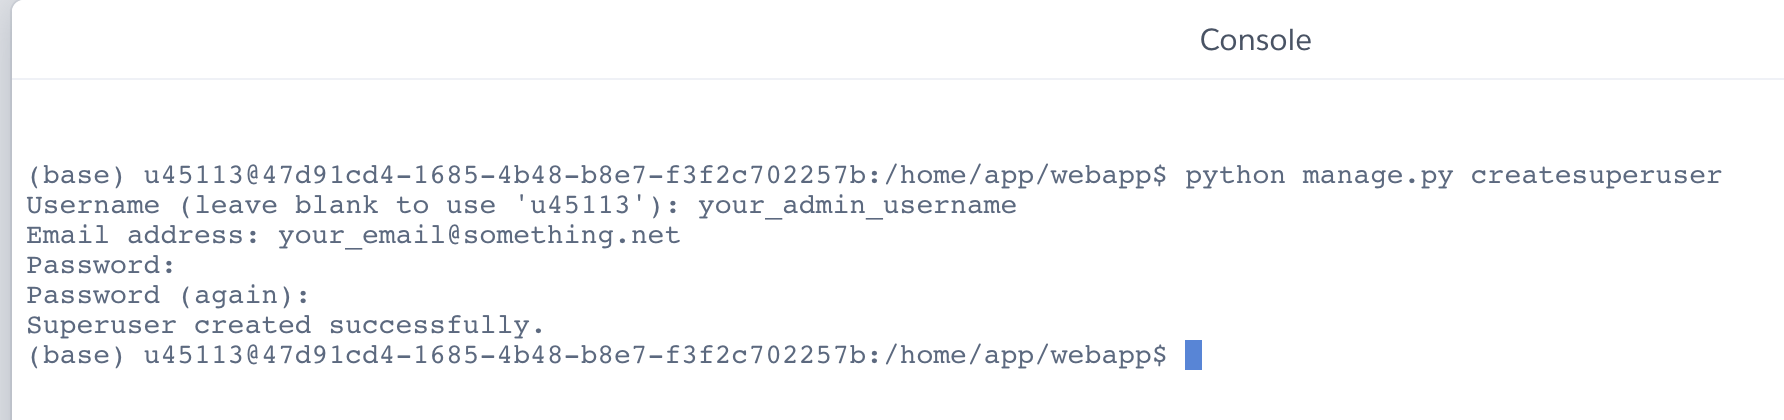 Console
(base) u45113@47d91cd4-1685-4b48-b8e7-f3f2c702257b:/home/app/webapp$ python manage.py createsuperuser
Username (leave blank to use 'u45113'): your_admin_username
Email address: your_email@something.net
Password:
Password (again):
Superuser created successfully.
(base) u45113@47d91cd4-1685-4b48-b8e7-f3f2c702257b:/home/app/webapp$